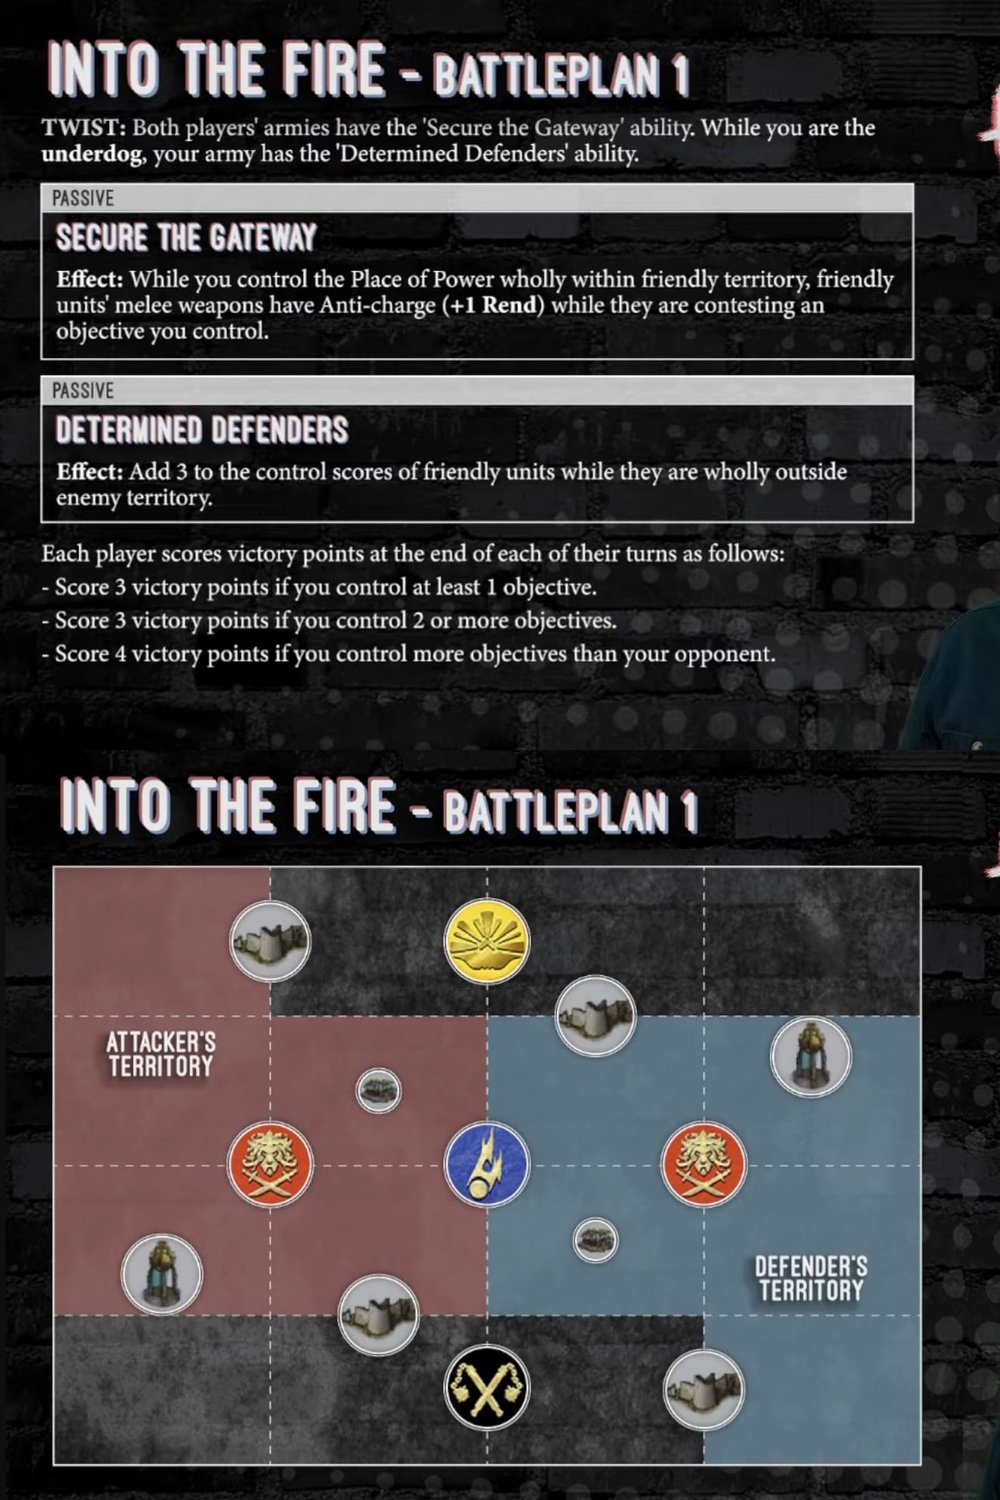 INTO THE FIRE - BATTLEPLAN 1
TWIST: Both players' armies have the 'Secure the Gateway' ability. While you are the
underdog, your army has the 'Determined Defenders' ability.
PASSIVE
SECURE THE GATEWAY
Effect: While you control the Place of Power wholly within friendly territory, friendly
units' melee weapons have Anti-charge (+1 Rend) while they are contesting an
objective you control.
PASSIVE
DETERMINED DEFENDERS
Effect: Add 3 to the control scores of friendly units while they are wholly outside
enemy territory.
Each player scores victory points at the end of each of their turns as follows:
- Score 3 victory points if you control at least 1 objective.
- Score 3 victory points if you control 2 or more objectives.
- Score 4 victory points if you control more objectives than your opponent.
INTO THE FIRE - BATTLEPLAN 1
ATTACKER'S
TERRITORY
DEFENDER'S
TERRITORY